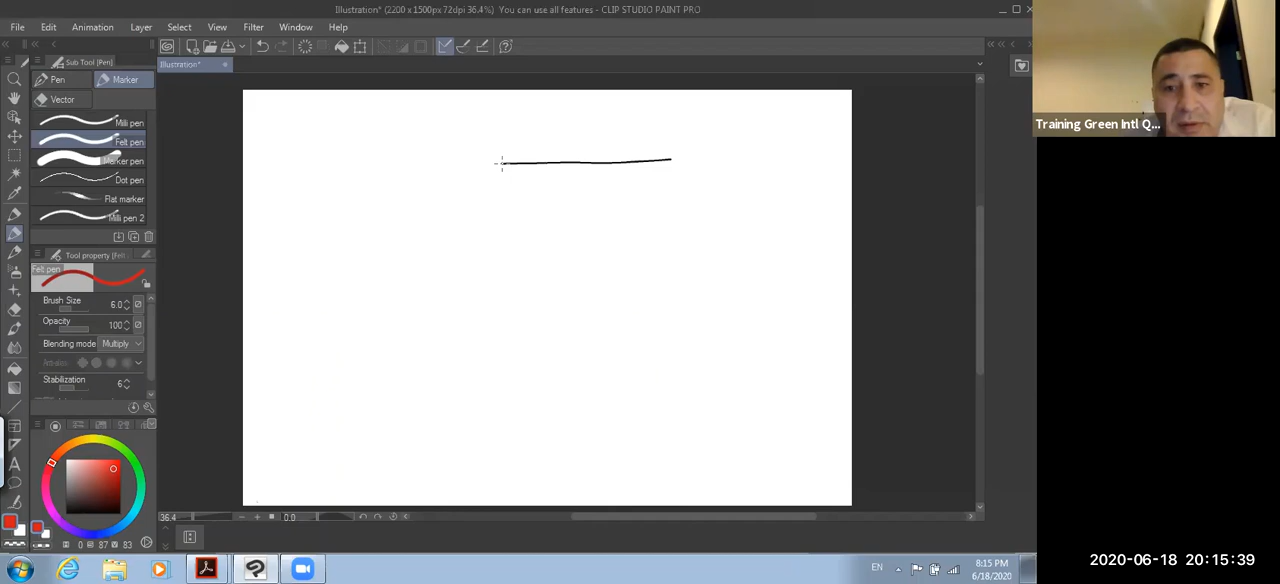 Illustration* (2200 x 1500px 72dpi 36.4%)  You can use all features - CLIP STUDIO PAINT PRO
File Edit Animation Layer Select View Filter Window Help
Sub Tool [Pen]
Illustration*
Pen Marker
Vector
Milli pen
Felt pen
Marker pen
Dot pen
Flat marker
Milli pen 2
Tool property [Felt
Felt pen
Brush Size 6.0
Opacity 100
Blending mode Multiply
Stabilization 6
0 87 83
36.4 0.0
Training Green Intl Q...
2020-06-18 20:15:39
EN
8:15 PM
6/18/2020